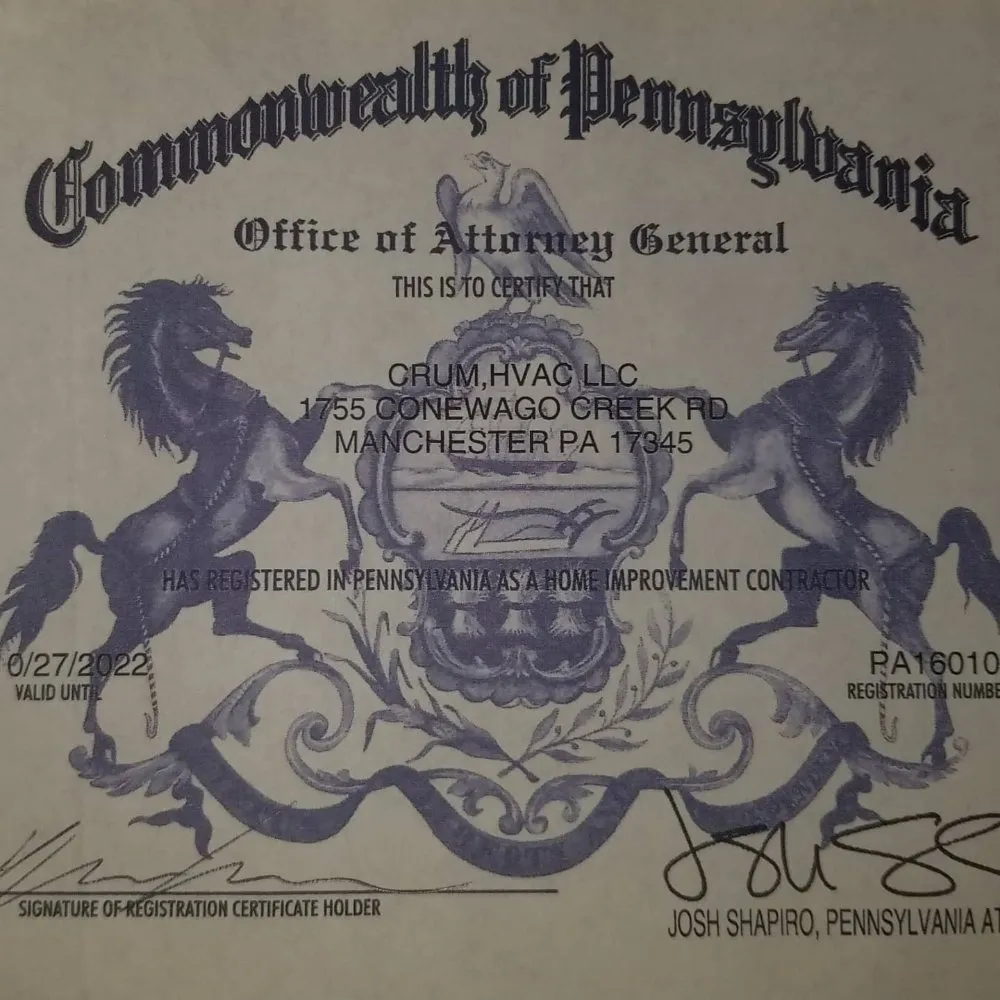 Commonwealth of Pennsylvania
Office of Attorney General
THIS IS TO CERTIFY THAT
CRUM,HVAC LLC
1755 CONEWAGO CREEK RD
MANCHESTER PA 17345
HAS REGISTERED IN PENNSYLVANIA AS A HOME IMPROVEMENT CONTRACTOR
0/27/2022 PA16010
VALID UNTIL REGISTRATION NUMBE
SIGNATURE OF REGISTRATION CERTIFICATE HOLDER
JOSH SHAPIRO, PENNSYLVANIA AT